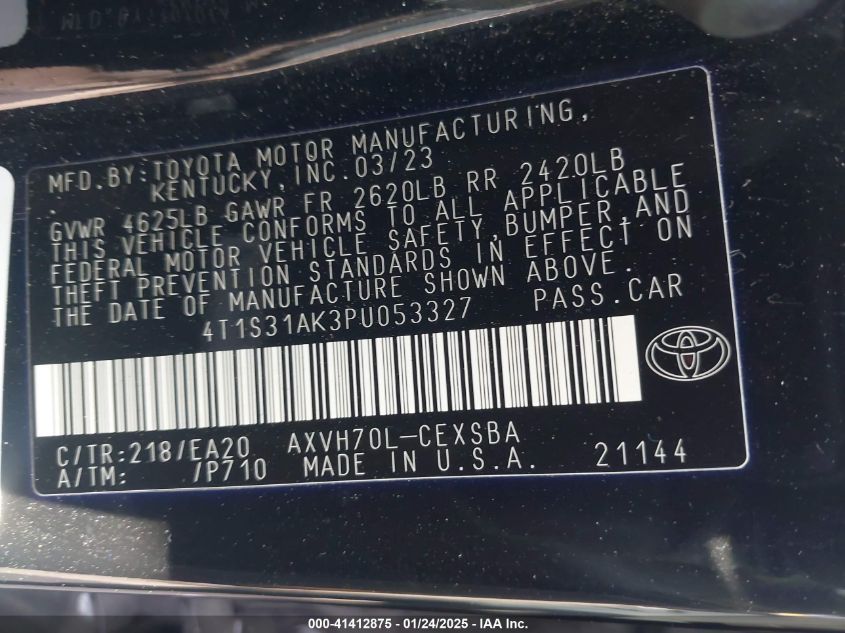 MFD.BY:TOYOTA MOTOR MANUFACTURING,
KENTUCKY,INC.03/23
GVWR 4625LB GAWR FR 2620LB RR 2420LB
THIS VEHICLE CONFORMS TO ALL APPLICABLE
FEDERAL MOTOR VEHICLE SAFETY,BUMPER,AND
THEFT PREVENTION STANDARDS IN EFFECT ON
THE DATE OF MANUFACTURE SHOWN ABOVE.
4T1S31AK3PU053327 PASS.CAR
C/TR:218/EA20 AXVH70L-CEXSBA
A/TM: /P710 MADE IN U.S.A. 21144
000-41412875 - 01/24/2025 - IAA Inc.